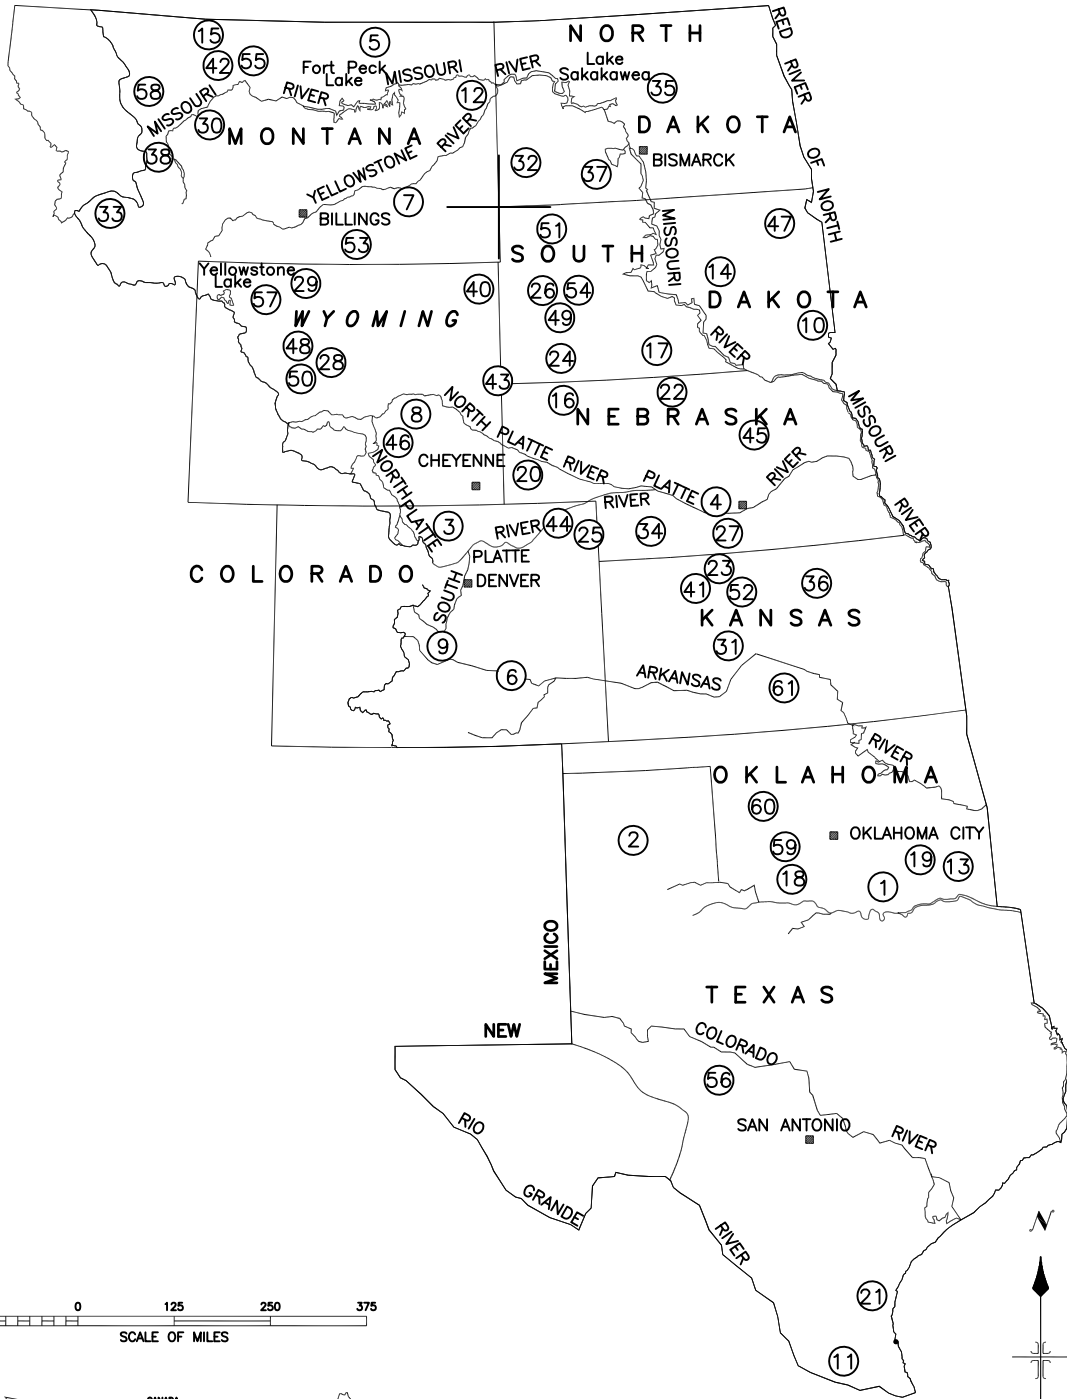 NORTH
RED
RIVER
OF
NORTH
15
42
55
5
Fort Peck
Lake
MISSOURI
RIVER
Lake
Sakakawea
35
58
MISSOURI
RIVER
12
30
MONTANA
RIVER
DAKOTA
38
YELLOWSTONE
32
37
BISMARCK
33
7
BILLINGS
53
51
SOUTH
MISSOURI
47
Yellowstone
Lake
29
57
40
26
54
14
DAKOTA
WYOMING
49
10
48
28
24
17
RIVER
50
43
16
22
8
NORTH
PLATTE
RIVER
NEBRASKA
45
MISSOURI
46
CHEYENNE
20
PLATTE
RIVER
NORTH
PLATTE
4
3
RIVER
44
25
RIVER
34
27
RIVER
COLORADO
PLATTE
SOUTH
DENVER
23
41
52
36
KANSAS
9
31
6
ARKANSAS
61
RIVER
OKLAHOMA
60
2
OKLAHOMA CITY
59
19
13
18
1
MEXICO
TEXAS
NEW
COLORADO
56
SAN ANTONIO
RIVER
RIO
GRANDE
RIVER
N
21
11
0 125 250 375
SCALE OF MILES